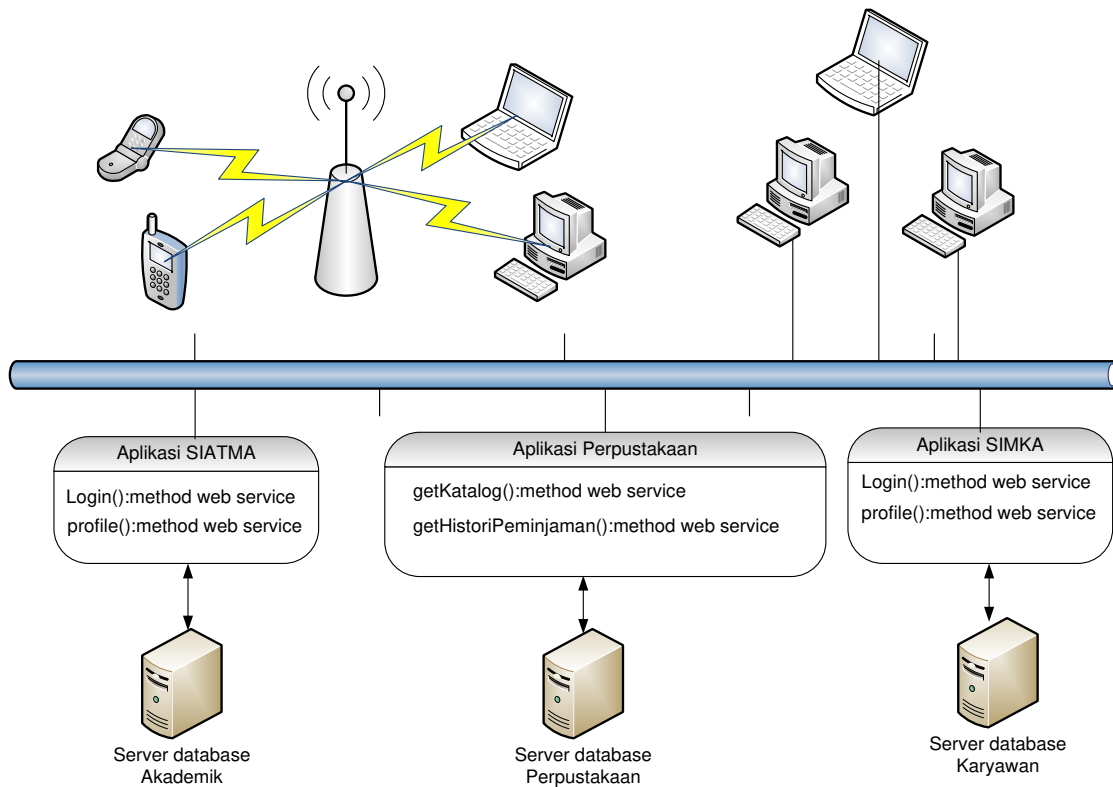 Aplikasi SIATMA
Login():method web service
profile():method web service
Aplikasi Perpustakaan
getKatalog():method web service
getHistoriPeminjaman():method web service
Aplikasi SIMKA
Login():method web service
profile():method web service
Server database
Akademik
Server database
Perpustakaan
Server database
Karyawan